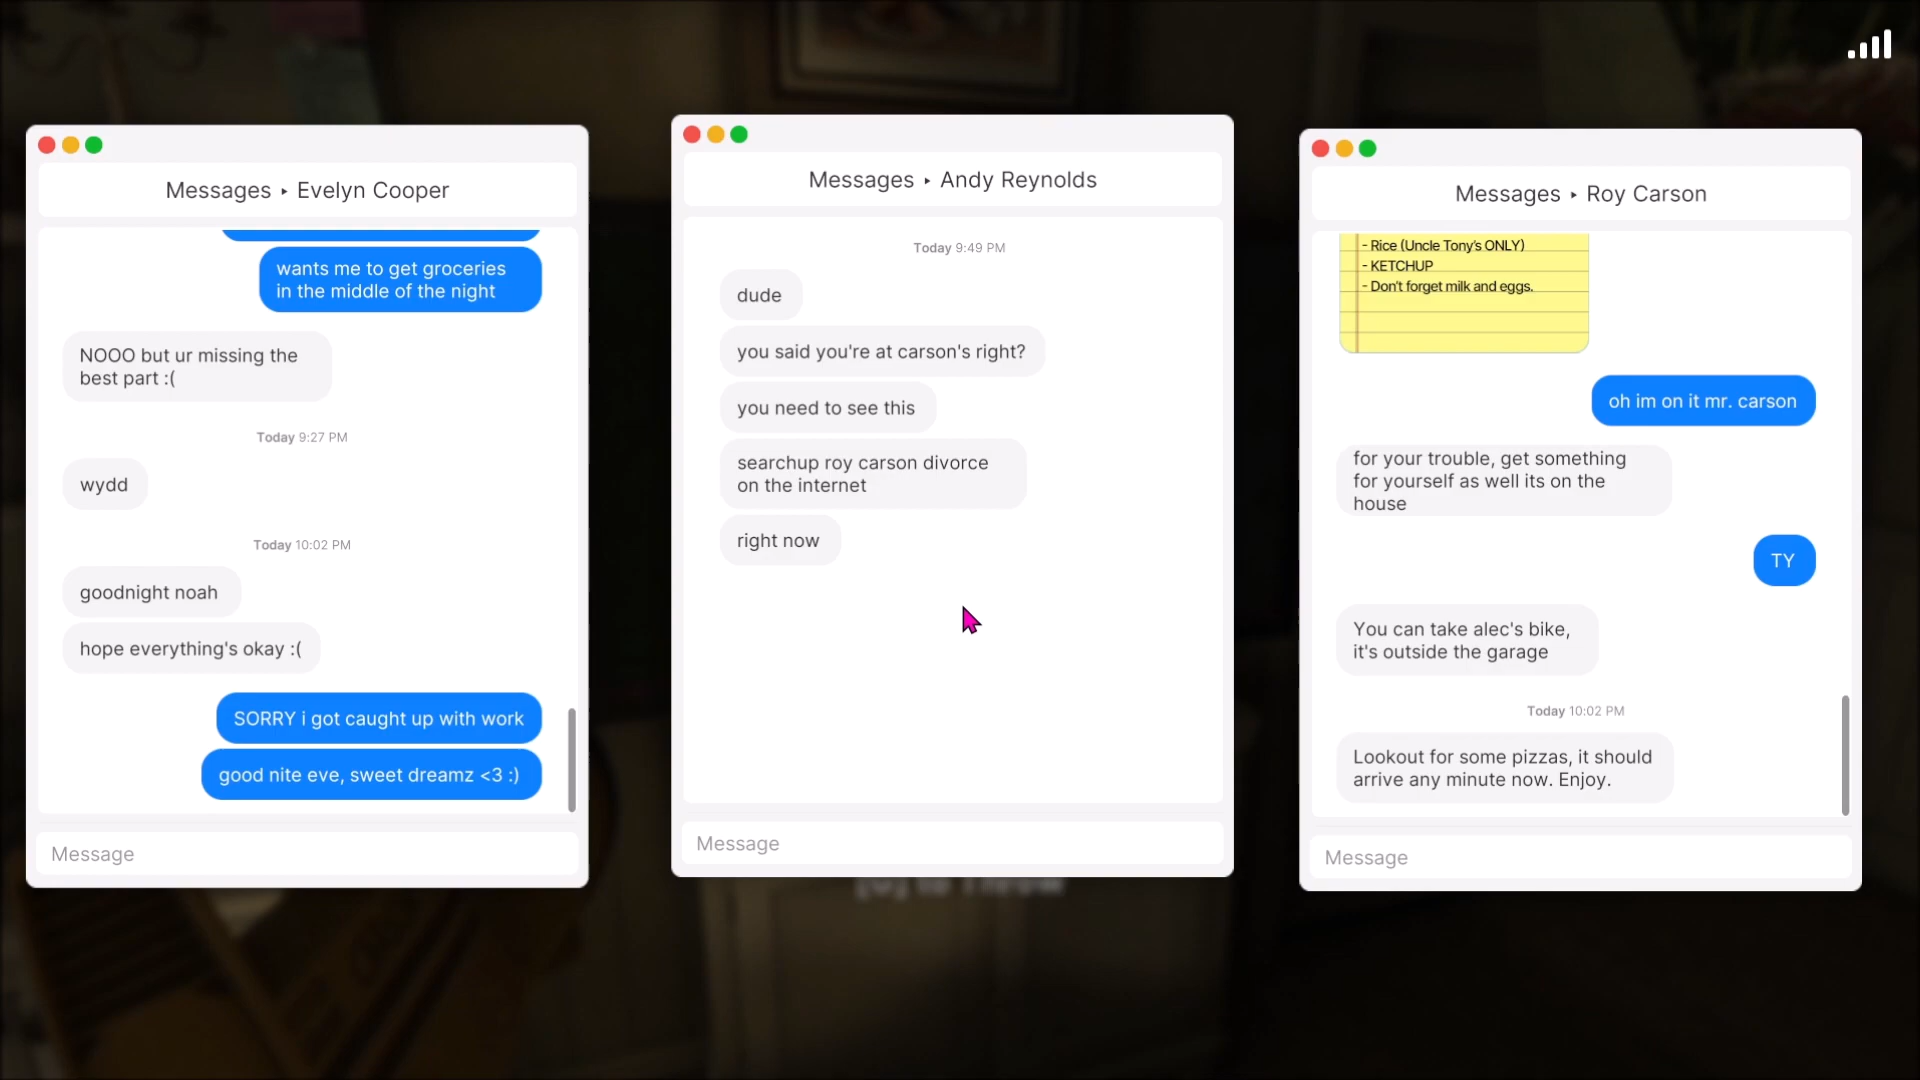 Messages ▸ Evelyn Cooper
wants me to get groceries
in the middle of the night
NOOO but ur missing the
best part :(
Today 9:27 PM
wydd
Today 10:02 PM
goodnight noah
hope everything's okay :(
SORRY i got caught up with work
good nite eve, sweet dreamz <3 :)
Message
Messages ▸ Andy Reynolds
Today 9:49 PM
dude
you said you're at carson's right?
you need to see this
searchup roy carson divorce
on the internet
right now
Message
to Throw
Messages ▸ Roy Carson
- Rice (Uncle Tony's ONLY)
- KETCHUP
- Don't forget milk and eggs.
oh im on it mr. carson
for your trouble, get something
for yourself as well its on the
house
TY
You can take alec's bike,
it's outside the garage
Today 10:02 PM
Lookout for some pizzas, it should
arrive any minute now. Enjoy.
Message